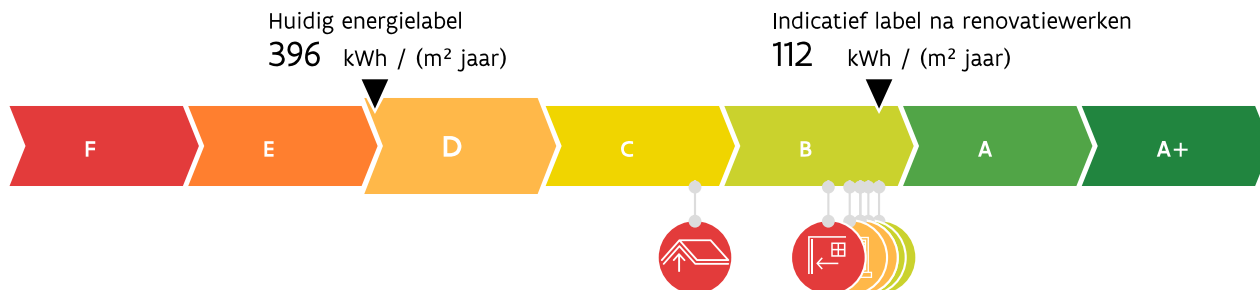 Huidig energielabel
396 kWh / (m² jaar)
Indicatief label na renovatiewerken
112 kWh / (m² jaar)
F E D C B A A+